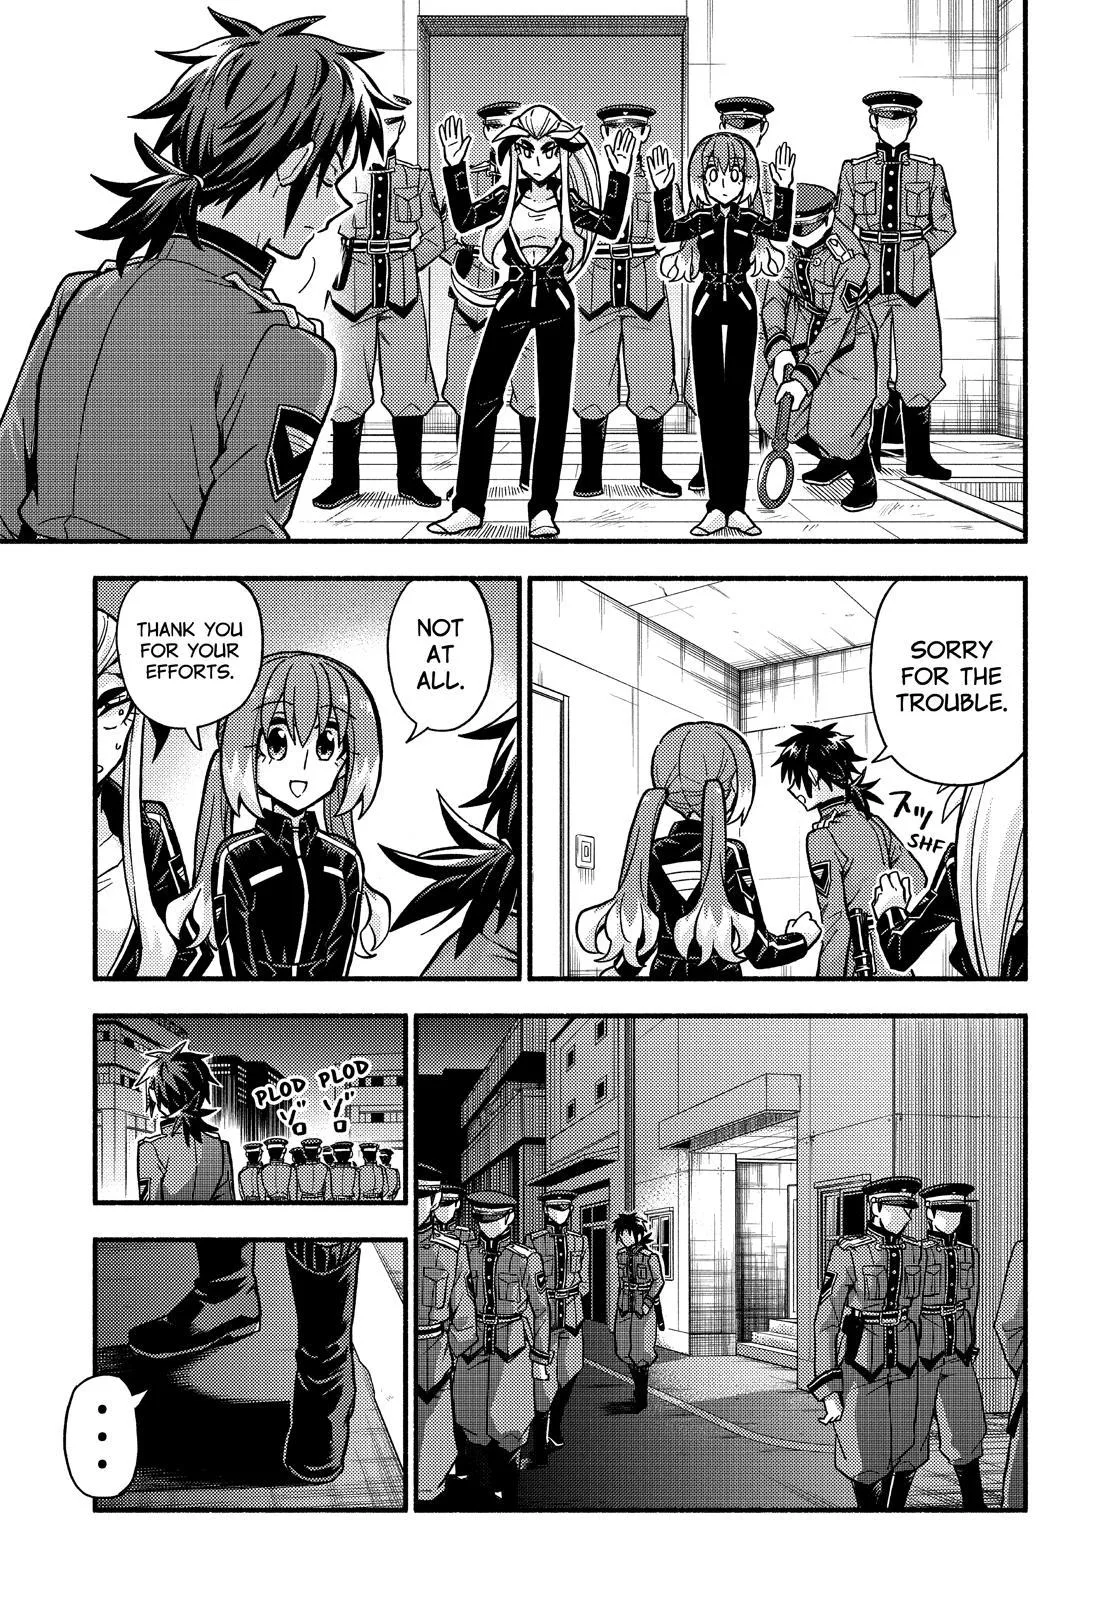 SORRY
FOR THE
TROUBLE.
スッ
SHF
NOT
AT
ALL.
THANK YOU
FOR YOUR
EFFORTS.
PLOD PLOD
ゾロ ゾロ
...